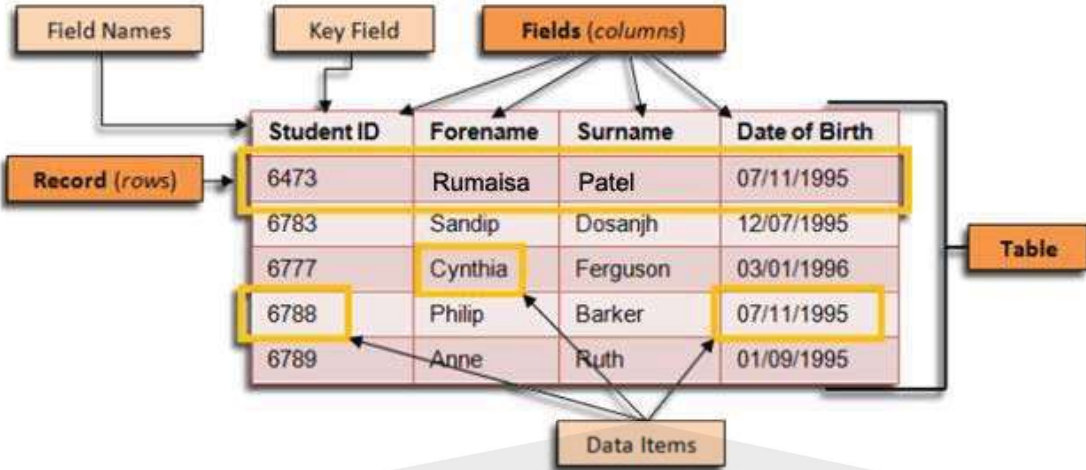 Field Names
Key Field
Fields (columns)
Student ID Forename Surname Date of Birth
Record (rows)
6473 Rumaisa Patel 07/11/1995
6783 Sandip Dosanjh 12/07/1995
Table
6777 Cynthia Ferguson 03/01/1996
6788 Philip Barker 07/11/1995
6789 Anne Ruth 01/09/1995
Data Items